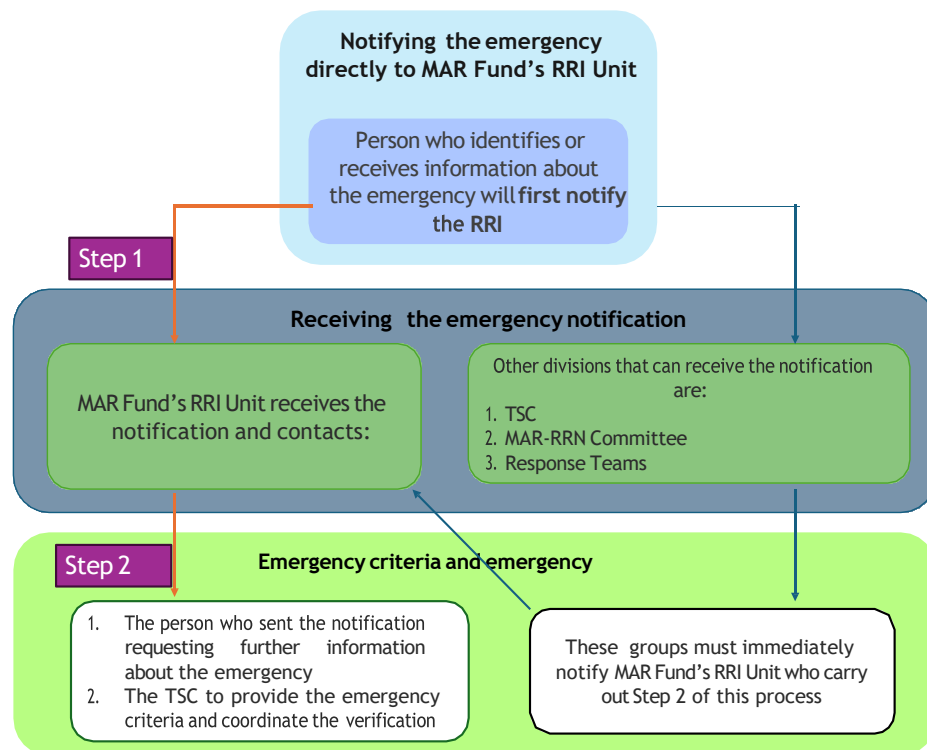 Notifying the emergency
directly to MAR Fund's RRI Unit
Person who identifies or
receives information about
the emergency will first notify
the RRI
Step 1
Receiving the emergency notification
MAR Fund's RRI Unit receives the
notification and contacts:
Other divisions that can receive the notification
are:
1. TSC
2. MAR-RRN Committee
3. Response Teams
Step 2
Emergency criteria and emergency
1. The person who sent the notification
requesting further information
about the emergency
2. The TSC to provide the emergency
criteria and coordinate the verification
These groups must immediately
notify MAR Fund's RRI Unit who carry
out Step 2 of this process